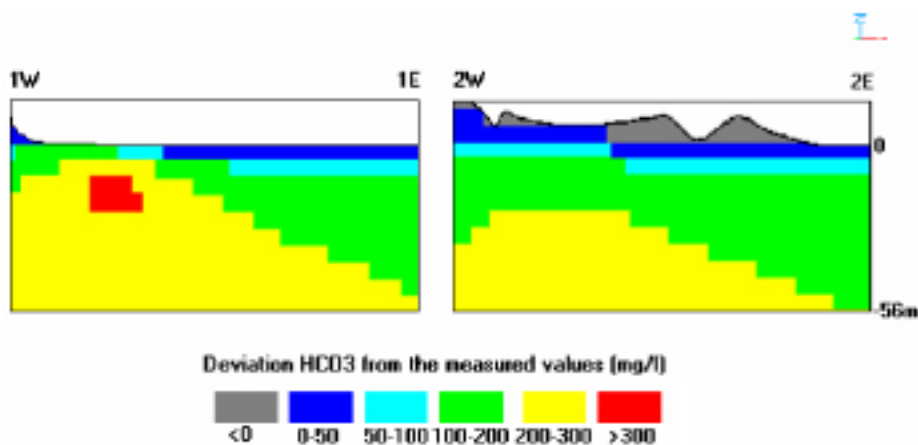 1W 1E 2W 2E
0
-56m
Deviation HCO3 from the measured values (mg/l)
<0 0-50 50-100 100-200 200-300 >300